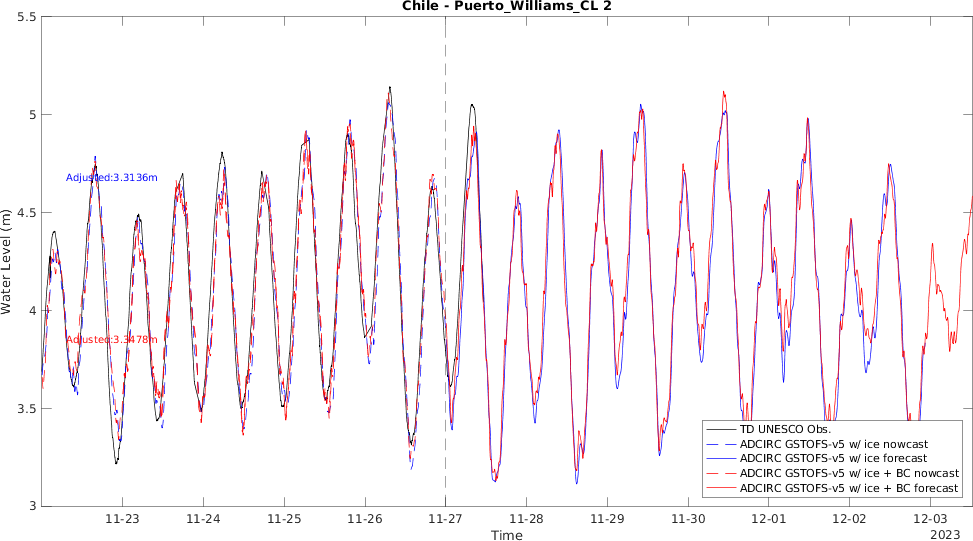 Chile - Puerto_Williams_CL 2
5.5
5
4.5
4
3.5
3
Water Level (m)
Adjusted:3.3136m
Adjusted:3.3478m
TD UNESCO Obs.
ADCIRC GSTOFS-v5 w/ ice nowcast
ADCIRC GSTOFS-v5 w/ ice forecast
ADCIRC GSTOFS-v5 w/ ice + BC nowcast
ADCIRC GSTOFS-v5 w/ ice + BC forecast
11-23 11-24 11-25 11-26 11-27 11-28 11-29 11-30 12-01 12-02 12-03
Time
2023